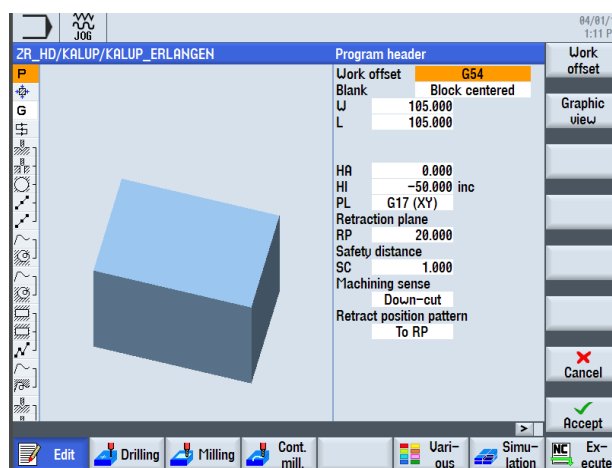 JOG
04/01/
1:11 P
ZR_HD/KALUP/KALUP_ERLANGEN
Program header
P
G
Work offset G54
Blank Block centered
W 105.000
L 105.000
HA 0.000
HI -50.000 inc
PL G17 (XY)
Retraction plane
RP 20.000
Safety distance
SC 1.000
Machining sense
Down-cut
Retract position pattern
To RP
>
Work
offset
Graphic
view
Cancel
Accept
Edit
Drilling
Milling
Cont.
mill.
Vari-
ous
Simu-
lation
NC
Ex-
ecute